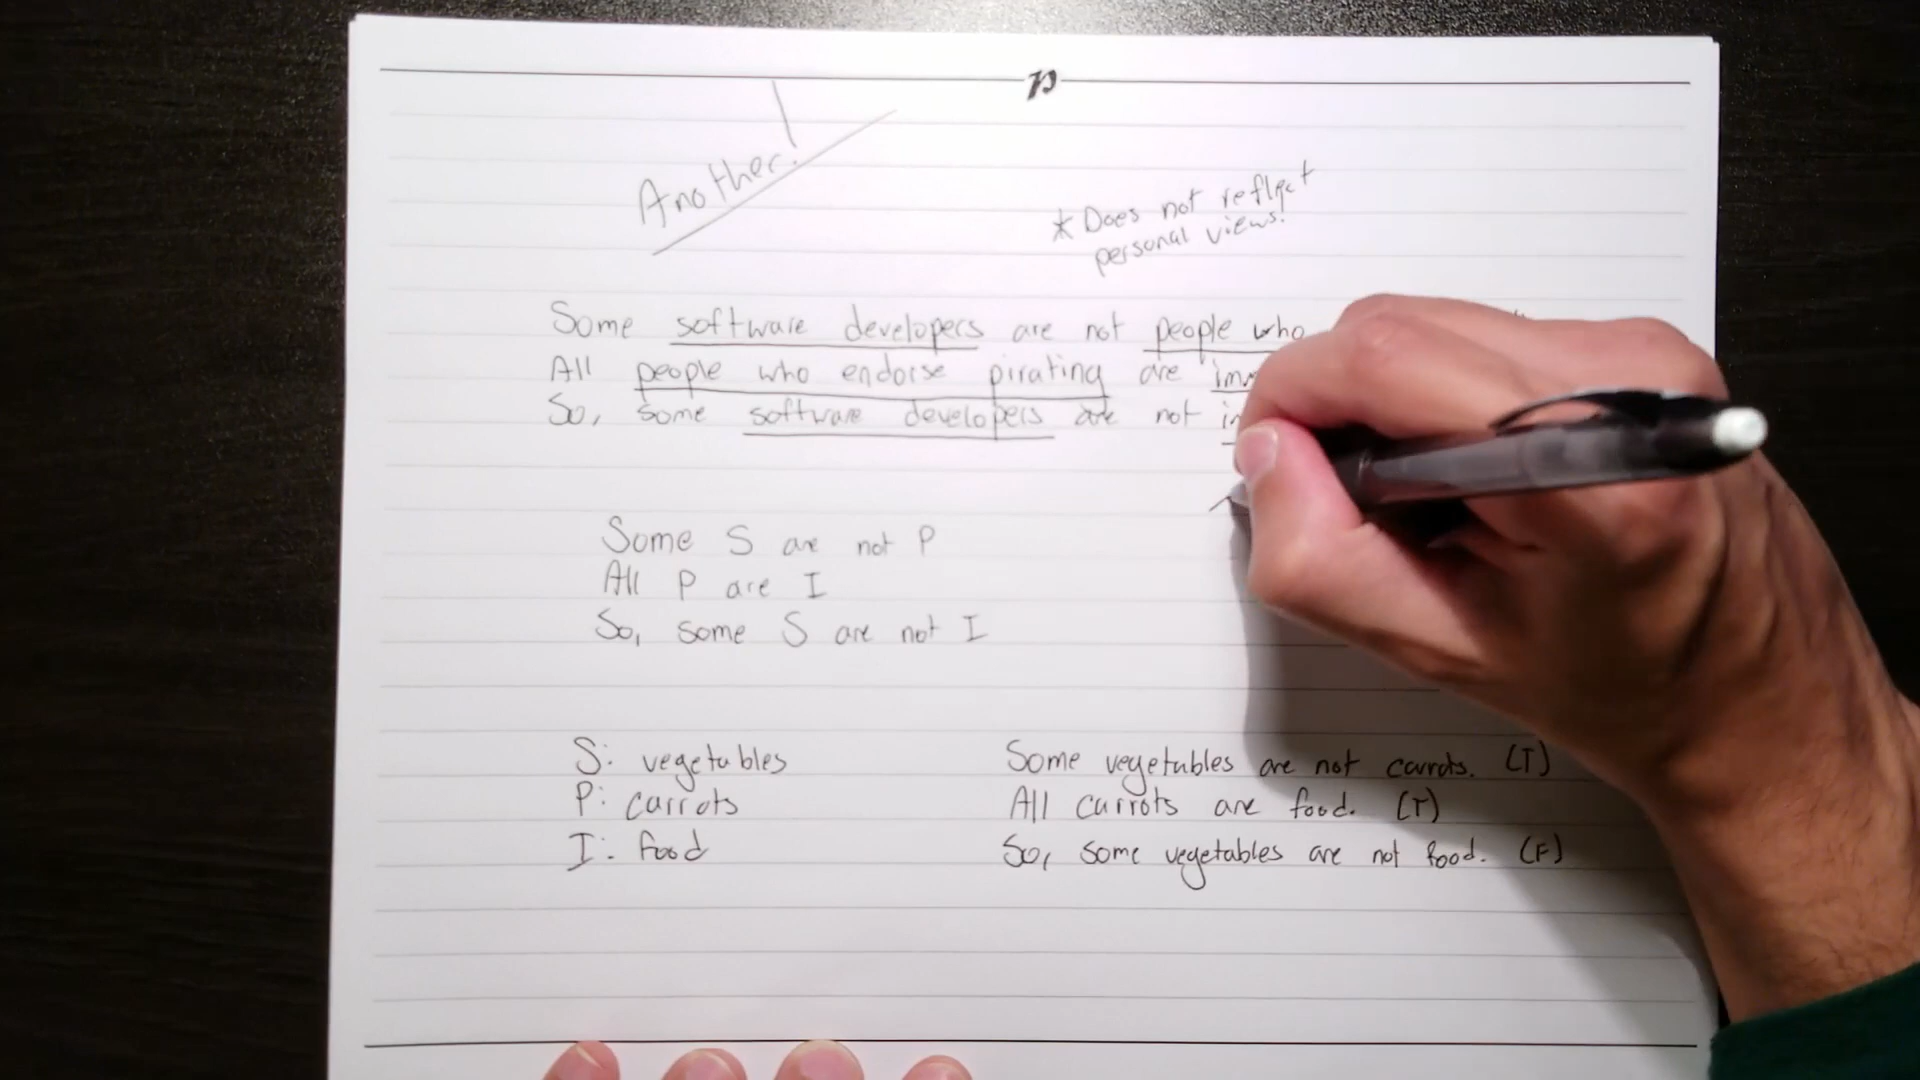 p
Another!
* Does not reflect
personal views!
Some software developers are not people who
All people who endorse pirating are
So, some software developers are not
Some S are not P
All P are I
So, some S are not I
S: vegetables
P: carrots
I: food
Some vegetables are not carrots. (T)
All carrots are food. (T)
So, some vegetables are not food. (F)